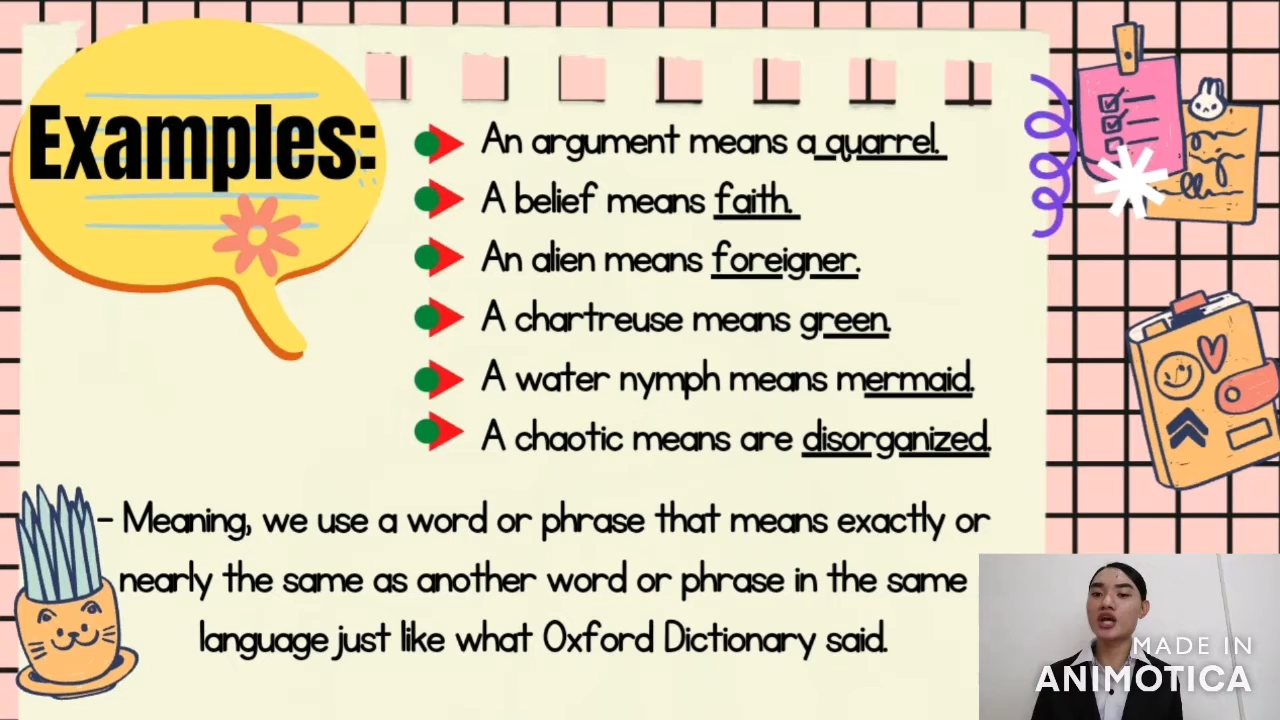 Examples:
An argument means a quarrel.
A belief means faith.
An alien means foreigner.
A chartreuse means green.
A water nymph means mermaid.
A chaotic means are disorganized.
- Meaning, we use a word or phrase that means exactly or
nearly the same as another word or phrase in the same
language just like what Oxford Dictionary said.
MADE IN
ANIMOTICA